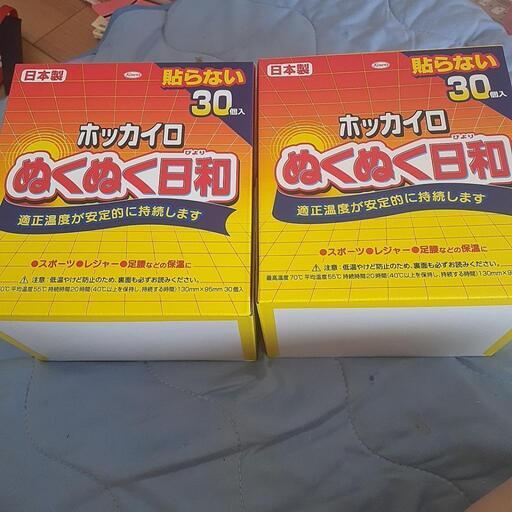 日本製
Kowa
貼らない
30個入
ホッカイロ
びより
ぬくぬく日和
適正温度が安定的に持続します
●スポーツ●レジャー●足腰などの保温に
⚠注意:低温やけど防止のため、裏面も必ずお読みください。
0℃ 平均温度55℃ 持続時間20時間(40℃以上を保持し、持続する時間)130mm×95mm 30個入
日本製
Kowa
貼らない
30個入
ホッカイロ
びより
ぬくぬく日和
適正温度が安定的に持続します
●スポーツ●レジャー●足腰などの保温に
⚠注意:低温やけど防止のため、裏面も必ずお読みください。
最高温度70℃ 平均温度55℃ 持続時間20時間(40℃以上を保持し、持続する時間)130mm×9